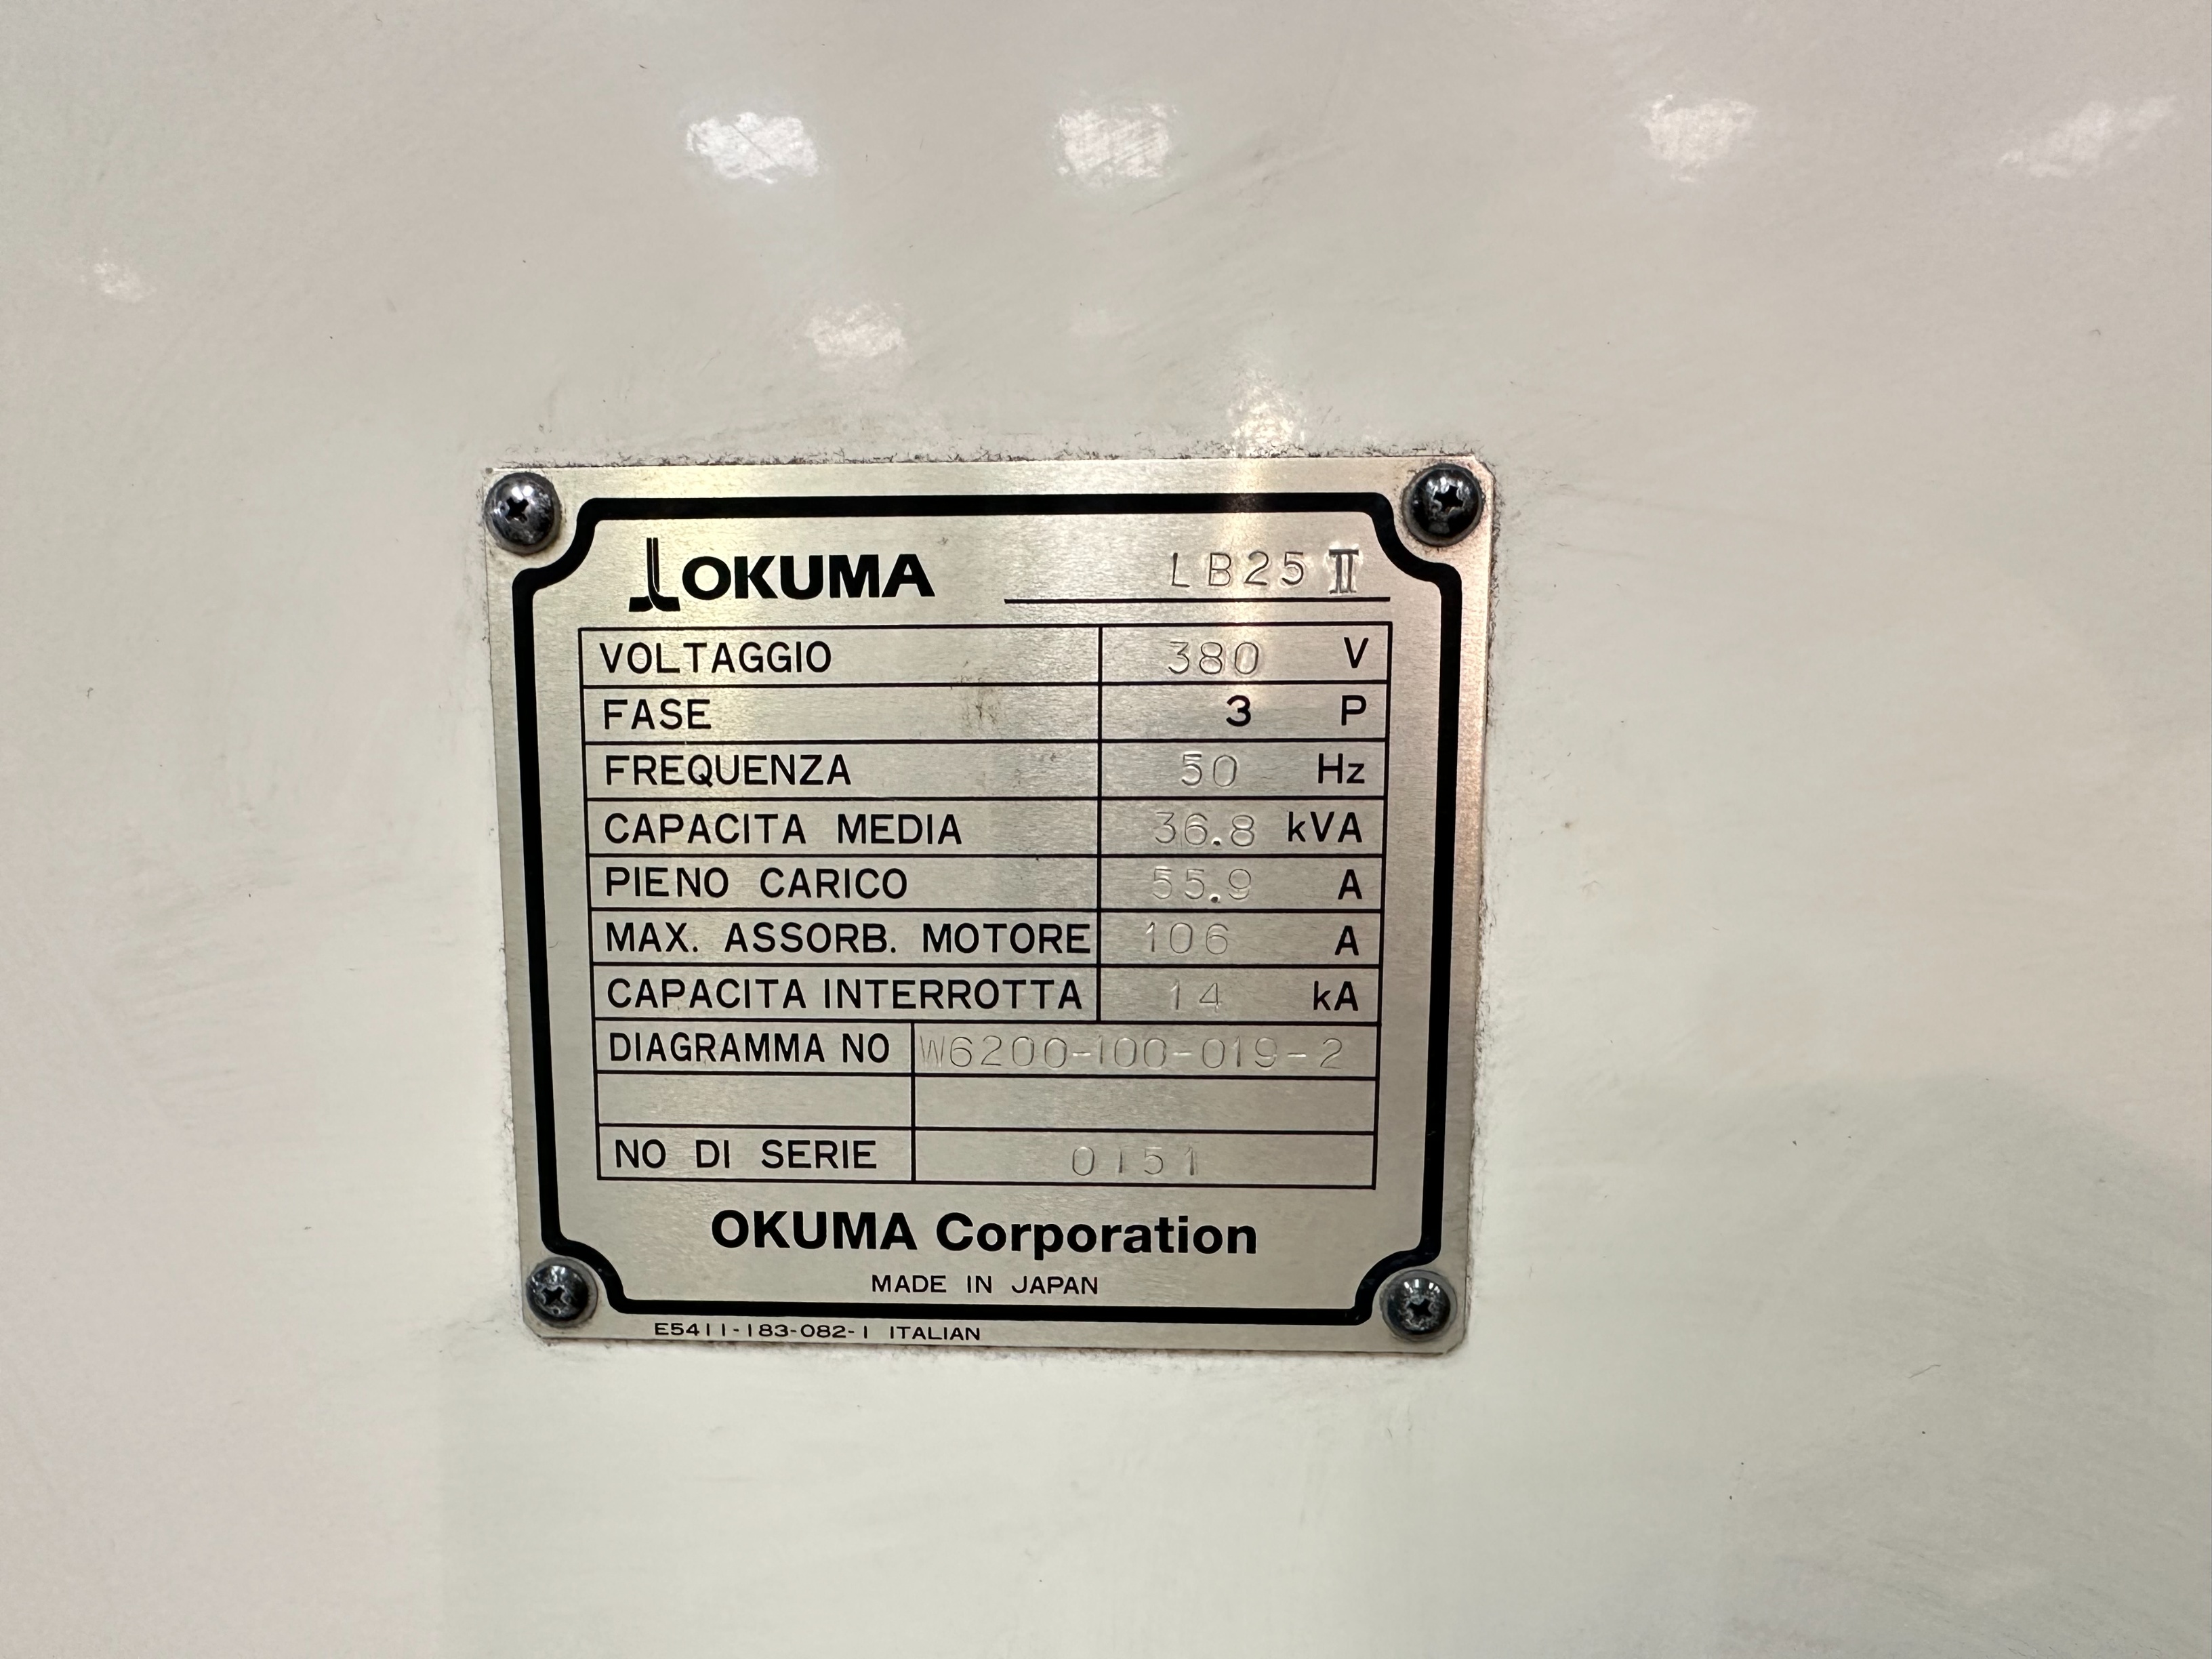 OKUMA LB25 II
VOLTAGGIO 380 V
FASE 3 P
FREQUENZA 50 Hz
CAPACITA MEDIA 36.8 kVA
PIENO CARICO 55.9 A
MAX. ASSORB. MOTORE 106 A
CAPACITA INTERROTTA 14 kA
DIAGRAMMA NO W6200-100-019-2
NO DI SERIE 0151
OKUMA Corporation
MADE IN JAPAN
E5411-183-082-1 ITALIAN